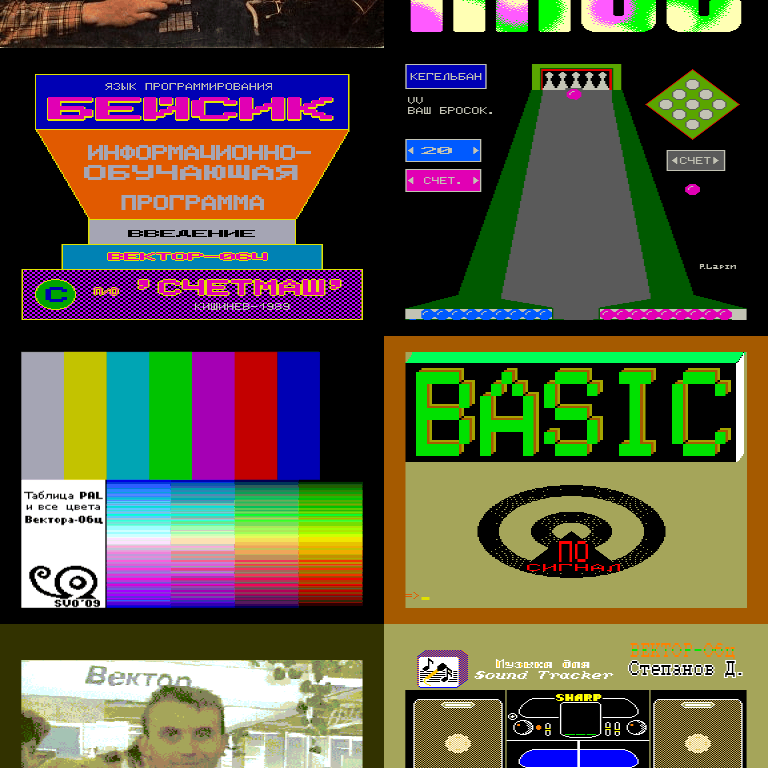 ЯЗЫК ПРОГРАММИРОВАНИЯ
БЕЙСИК
ИНФОРМАЦИОННО-
ОБУЧАЮЩАЯ
ПРОГРАММА
ВВЕДЕНИЕ
ВЕКТОР-06Ц
С П/О "СЧЕТМАШ"
КИШИНЕВ-1989
КЕГЕЛЬБАН
VV
ВАШ БРОСОК.
20
СЧЕТ.
СЧЕТ
P.Lapin
Таблица PAL
и все цвета
Вектора-06ц
SVO'09
BASIC
ПО
СИГНАЛ
=>
Вектор
Музыка для
Sound Tracker
ВЕКТОР-06Ц
Степанов Д.
SHARP